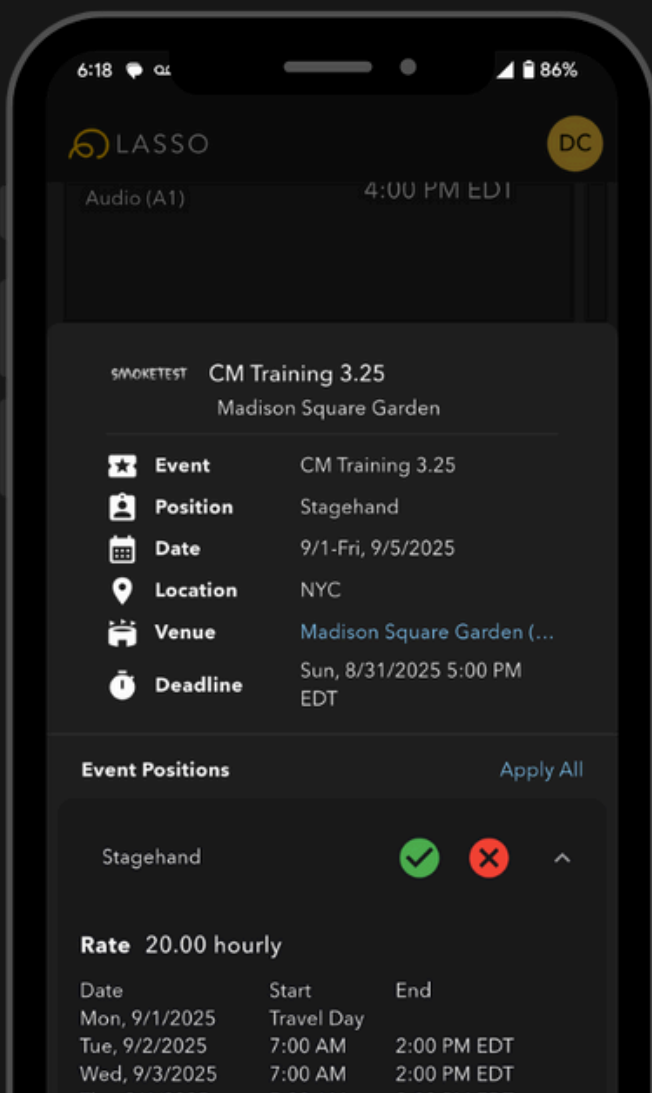 6:18
86%
LASSO
DC
Audio (A1)
4:00 PM EDT
SMOKETEST CM Training 3.25
Madison Square Garden
Event CM Training 3.25
Position Stagehand
Date 9/1-Fri, 9/5/2025
Location NYC
Venue Madison Square Garden (...
Deadline Sun, 8/31/2025 5:00 PM
EDT
Event Positions Apply All
Stagehand
Rate 20.00 hourly
Date Start End
Mon, 9/1/2025 Travel Day
Tue, 9/2/2025 7:00 AM 2:00 PM EDT
Wed, 9/3/2025 7:00 AM 2:00 PM EDT